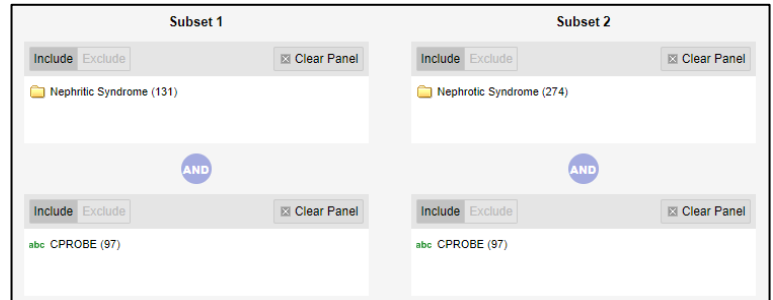 Subset 1
Subset 2
Include Exclude
Clear Panel
Include Exclude
Clear Panel
Nephritic Syndrome (131)
Nephrotic Syndrome (274)
AND
AND
Include Exclude
Clear Panel
Include Exclude
Clear Panel
abc CPROBE (97)
abc CPROBE (97)